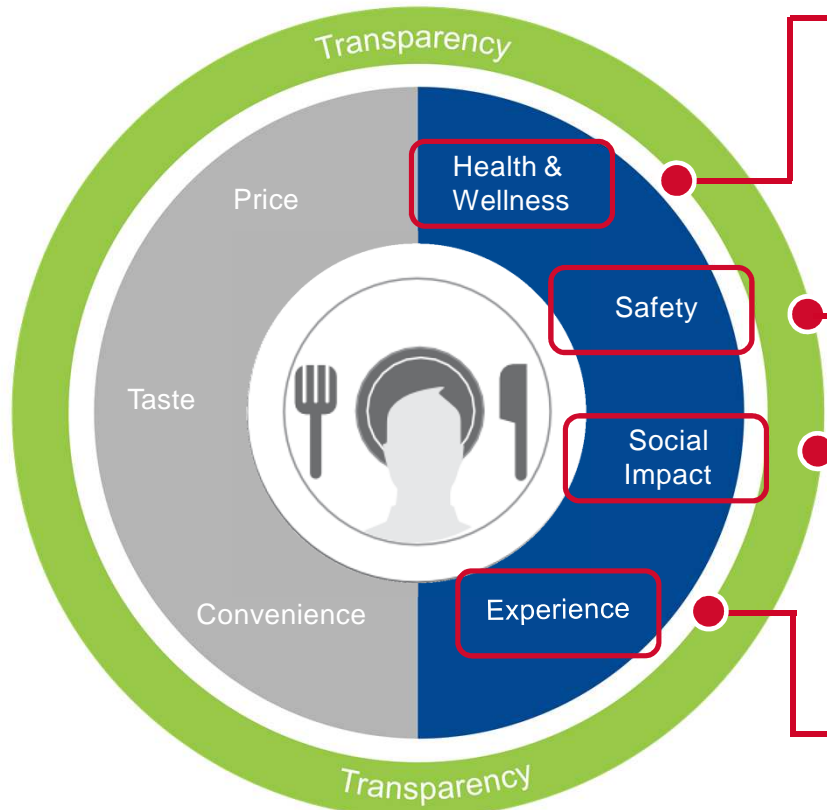 Transparency
Health &
Wellness
Price
Safety
Taste
Social
Impact
Convenience
Experience
Transparency